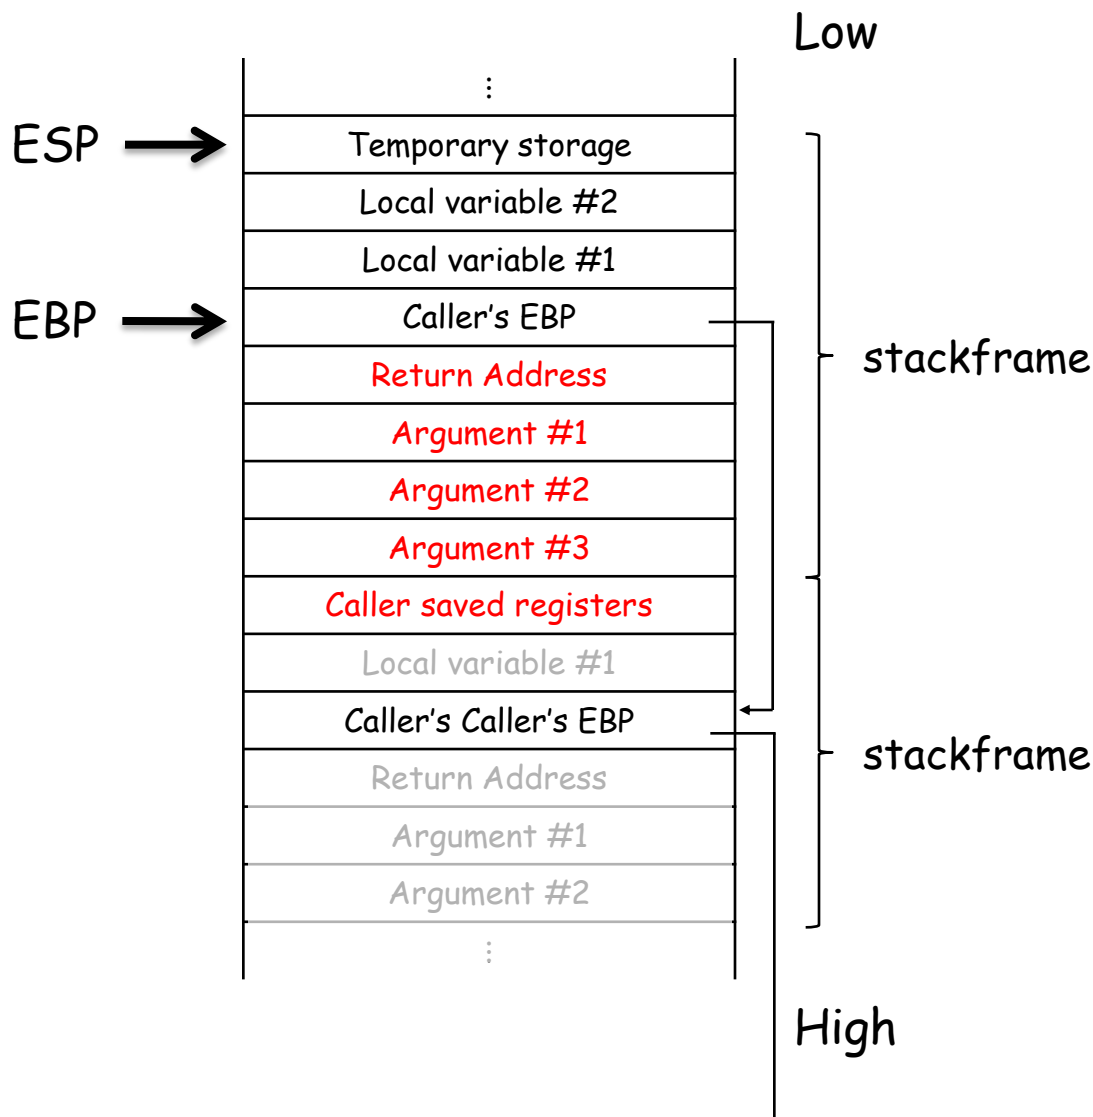 Low
⋮
ESP
Temporary storage
Local variable #2
Local variable #1
EBP
Caller's EBP
stackframe
Return Address
Argument #1
Argument #2
Argument #3
Caller saved registers
Local variable #1
Caller's Caller's EBP
stackframe
Return Address
Argument #1
Argument #2
⋮
High